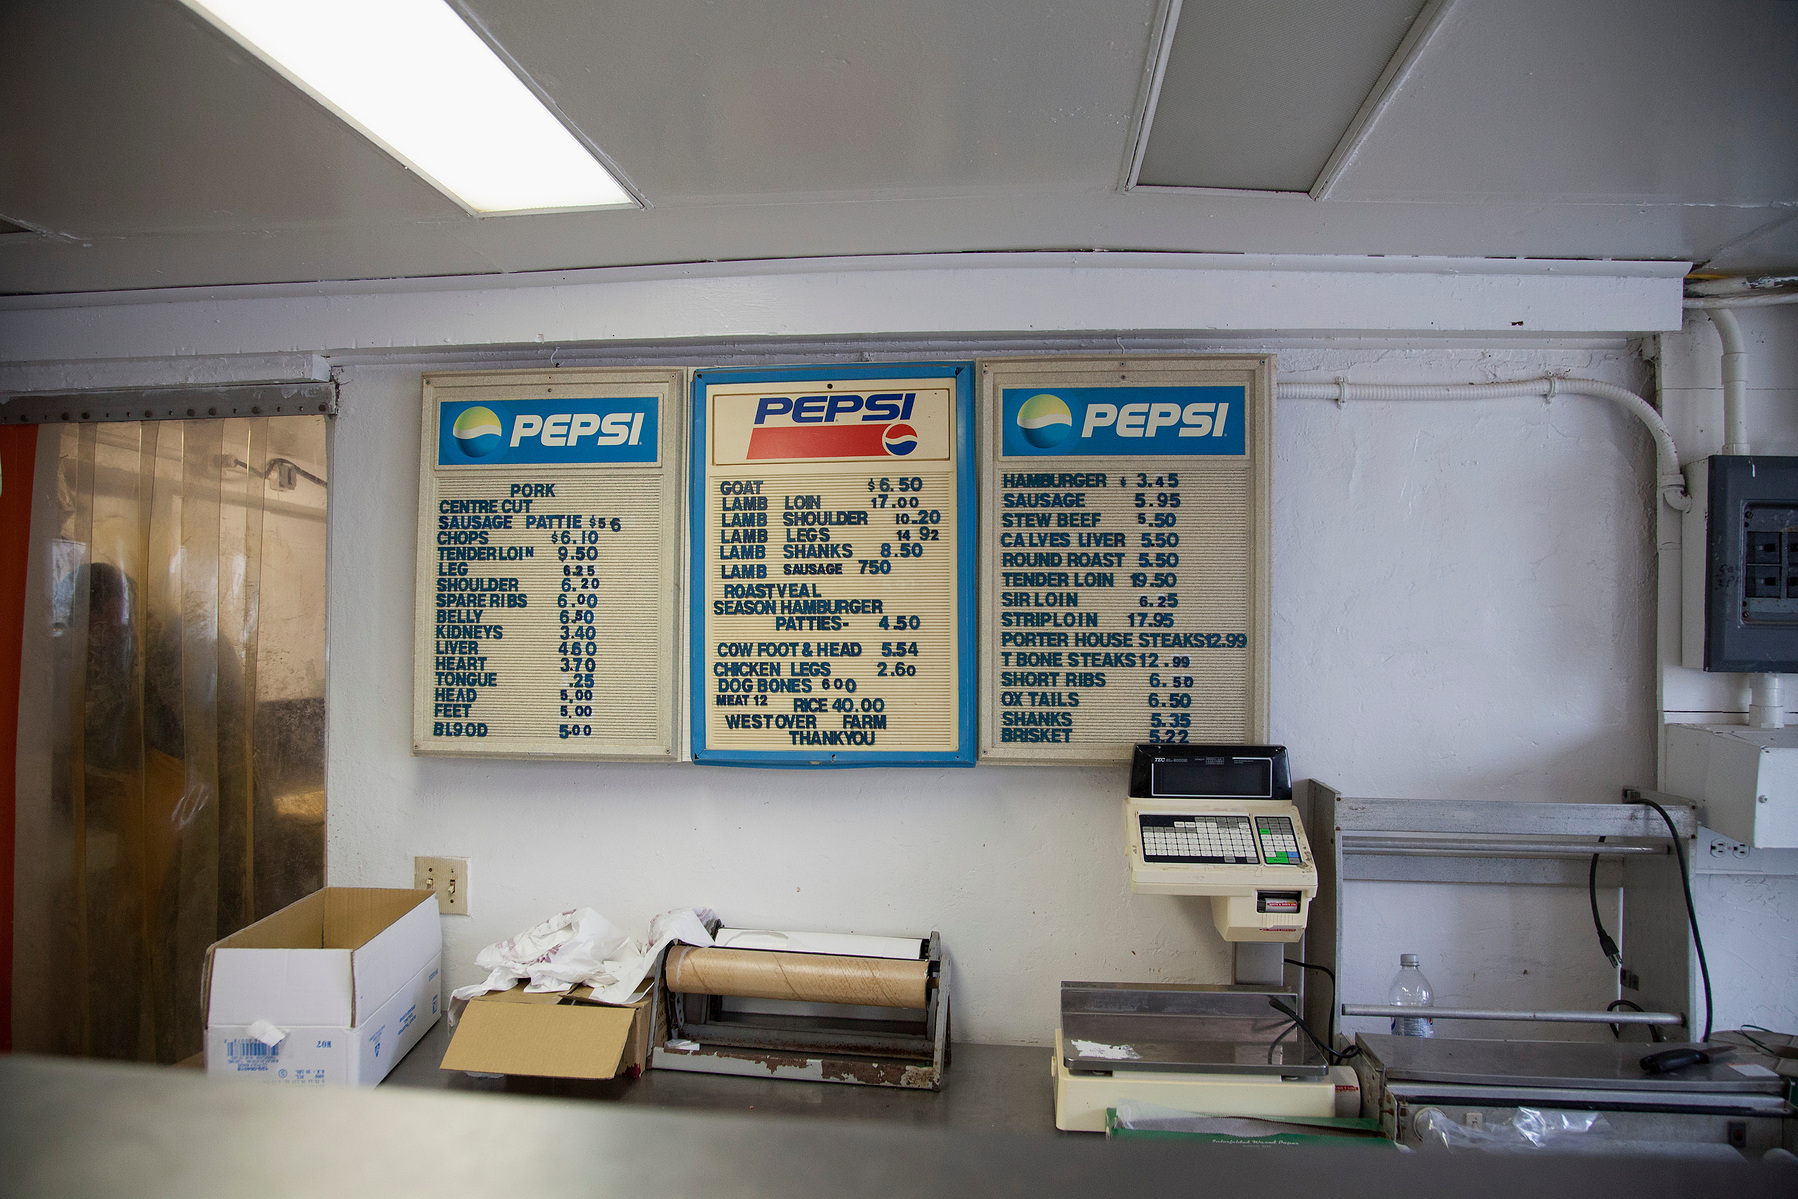 PEPSI
PORK
CENTRE CUT
SAUSAGE PATTIE $5 6
CHOPS $6.10
TENDERLOIN 9.50
LEG 6.25
SHOULDER 6.20
SPARE RIBS 6.00
BELLY 6.50
KIDNEYS 3.40
LIVER 4.60
HEART 3.70
TONGUE .25
HEAD 5.00
FEET 5.00
BL9OD 5.00
PEPSI
GOAT $6.50
LAMB LOIN 17.00
LAMB SHOULDER 10.20
LAMB LEGS 14 92
LAMB SHANKS 8.50
LAMB SAUSAGE 750
ROAST VEAL
SEASON HAMBURGER
PATTIES- 4.50
COW FOOT & HEAD 5.54
CHICKEN LEGS 2.60
DOG BONES 600
MEAT 12 RICE 40.00
WESTOVER FARM
THANKYOU
PEPSI
HAMBURGER $ 3.45
SAUSAGE 5.95
STEW BEEF 5.50
CALVES LIVER 5.50
ROUND ROAST 5.50
TENDER LOIN 19.50
SIR LOIN 6.25
STRIPLOIN 17.95
PORTER HOUSE STEAKS12.99
T BONE STEAKS 12.99
SHORT RIBS 6.50
OX TAILS 6.50
SHANKS 5.35
BRISKET 5.22
TEC